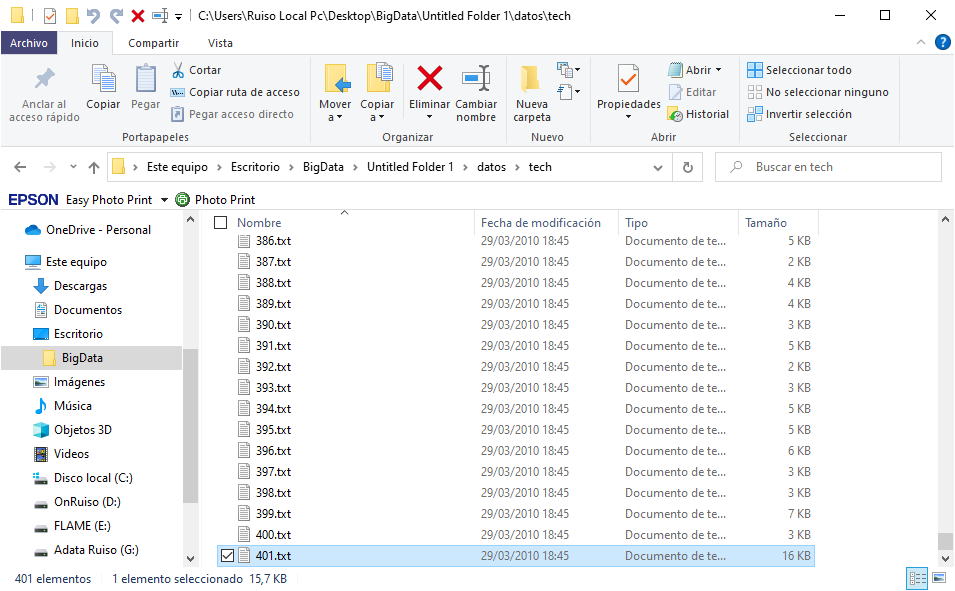 C:\Users\Ruiso Local Pc\Desktop\BigData\Untitled Folder 1\datos\tech
Archivo Inicio Compartir Vista
Anclar al acceso rápido
Copiar
Pegar
Cortar
Copiar ruta de acceso
Pegar acceso directo
Mover a
Copiar a
Eliminar
Cambiar nombre
Nueva carpeta
Propiedades
Abrir
Editar
Historial
Seleccionar todo
No seleccionar ninguno
Invertir selección
Portapapeles Organizar Nuevo Abrir Seleccionar
Este equipo > Escritorio > BigData > Untitled Folder 1 > datos > tech Buscar en tech
EPSON Easy Photo Print Photo Print
OneDrive - Personal
Este equipo
Descargas
Documentos
Escritorio
BigData
Imágenes
Música
Objetos 3D
Videos
Disco local (C:)
OnRuiso (D:)
FLAME (E:)
Adata Ruiso (G:)
Nombre Fecha de modificación Tipo Tamaño
386.txt 29/03/2010 18:45 Documento de te... 5 KB
387.txt 29/03/2010 18:45 Documento de te... 2 KB
388.txt 29/03/2010 18:45 Documento de te... 4 KB
389.txt 29/03/2010 18:45 Documento de te... 4 KB
390.txt 29/03/2010 18:45 Documento de te... 3 KB
391.txt 29/03/2010 18:45 Documento de te... 5 KB
392.txt 29/03/2010 18:45 Documento de te... 2 KB
393.txt 29/03/2010 18:45 Documento de te... 3 KB
394.txt 29/03/2010 18:45 Documento de te... 5 KB
395.txt 29/03/2010 18:45 Documento de te... 5 KB
396.txt 29/03/2010 18:45 Documento de te... 6 KB
397.txt 29/03/2010 18:45 Documento de te... 3 KB
398.txt 29/03/2010 18:45 Documento de te... 3 KB
399.txt 29/03/2010 18:45 Documento de te... 7 KB
400.txt 29/03/2010 18:45 Documento de te... 3 KB
401.txt 29/03/2010 18:45 Documento de te... 16 KB
401 elementos 1 elemento seleccionado 15,7 KB